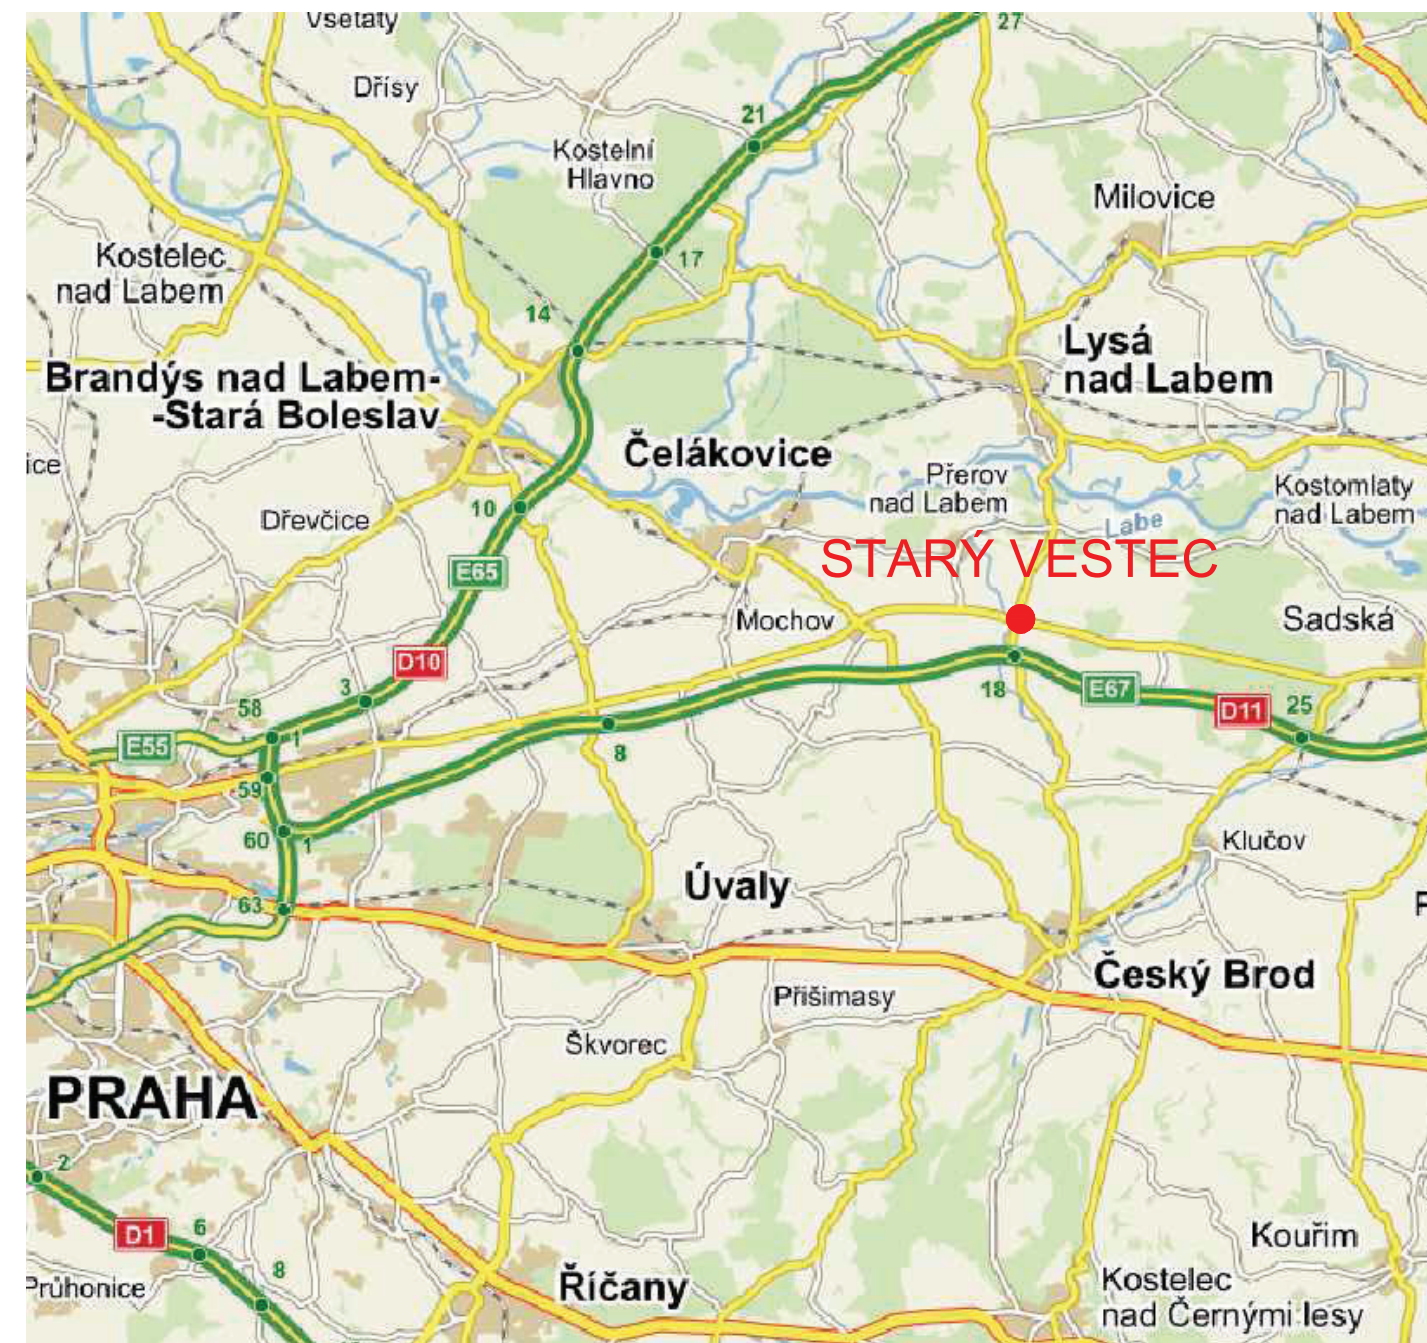 Všetaty
27
Dřísy
21
Kostelní
Hlavno
Milovice
17
Kostelec
nad Labem
14
Lysá
nad Labem
Brandýs nad Labem-
-Stará Boleslav
Čelákovice
ice
Přerov
nad Labem
Kostomlaty
nad Labem
10
Dřevčice
Labe
STARÝ VESTEC
E65
Mochov
Sadská
D10
3
18
E67
58
D11
25
1
E55
8
59
60
1
Klučov
Úvaly
63
Český Brod
Přišimasy
Škvorec
PRAHA
2
D1
6
Kouřim
8
Průhonice
Říčany
Kostelec
nad Černými lesy